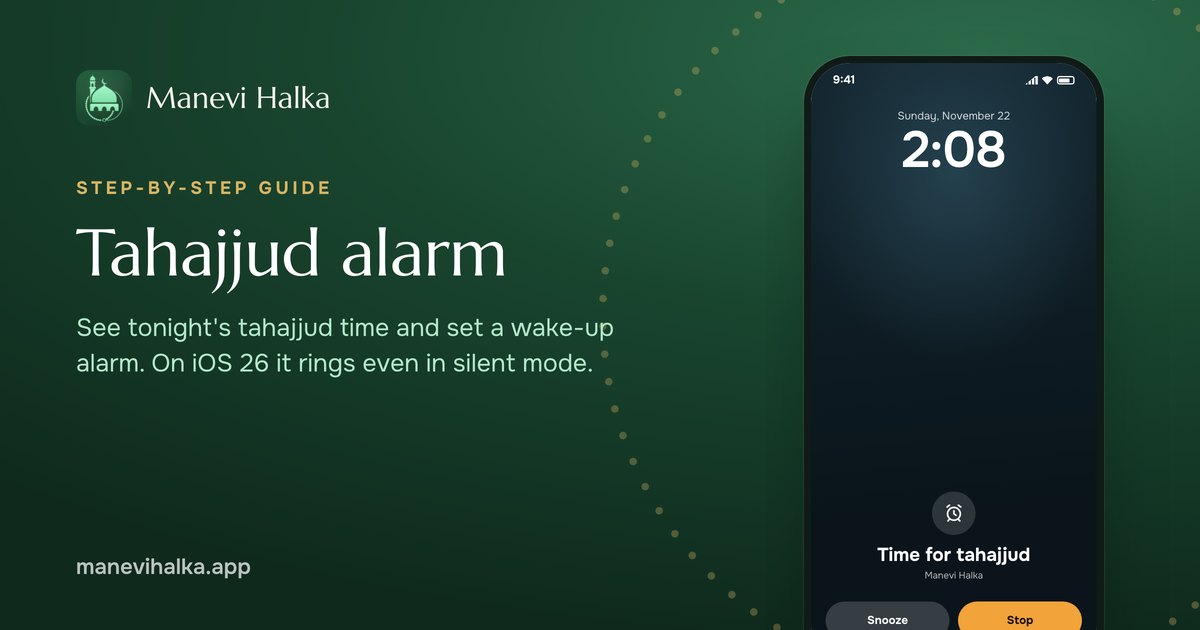 Manevi Halka
STEP-BY-STEP GUIDE
Tahajjud alarm
See tonight's tahajjud time and set a wake-up
alarm. On iOS 26 it rings even in silent mode.
manevihalka.app
9:41
Sunday, November 22
2:08
Time for tahajjud
Manevi Halka
Snooze
Stop